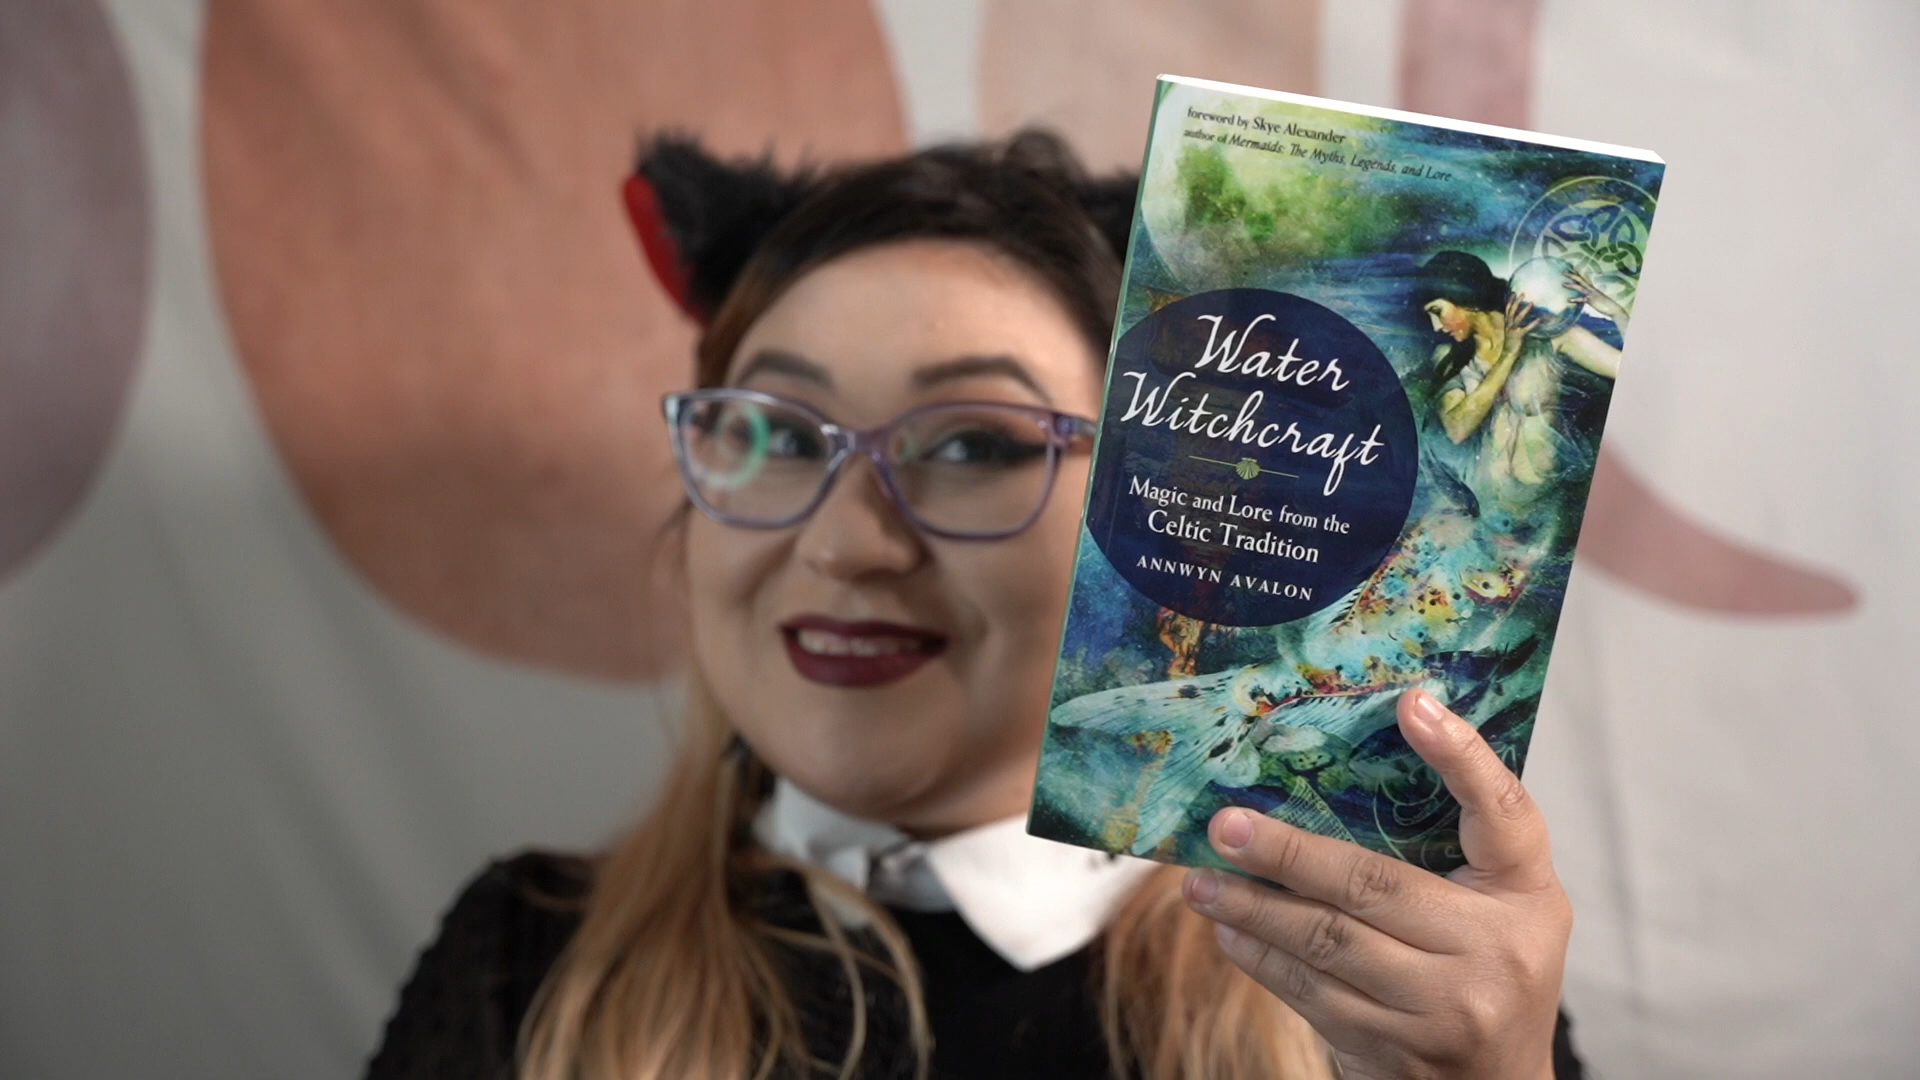 foreword by Skye Alexander
author of Mermaids: The Myths, Legends, and Lore
Water
Witchcraft
Magic and Lore from the
Celtic Tradition
ANNWYN AVALON